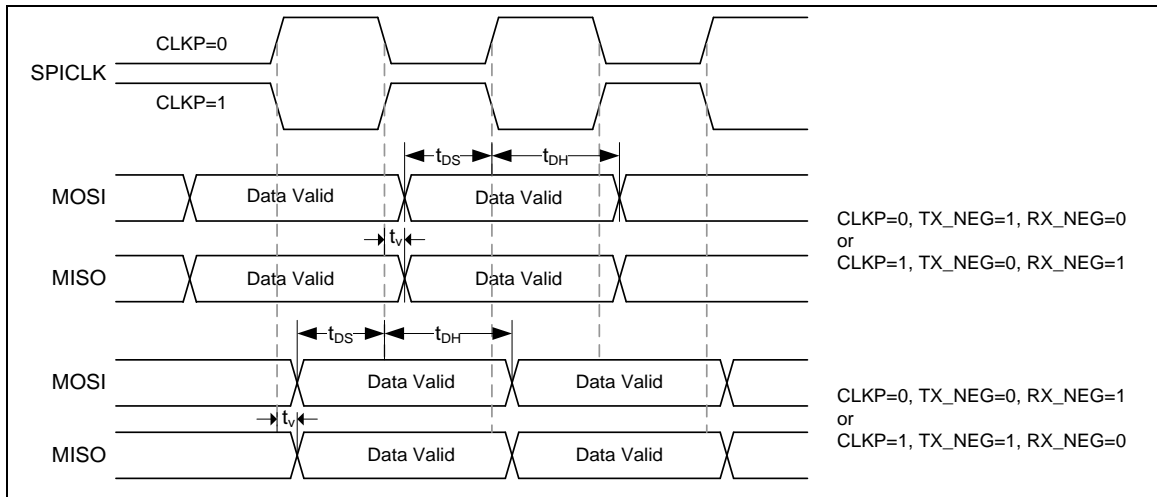 CLKP=0
SPICLK
CLKP=1
tDS
tDH
MOSI
Data Valid
Data Valid
tv
MISO
Data Valid
Data Valid
CLKP=0, TX_NEG=1, RX_NEG=0
or
CLKP=1, TX_NEG=0, RX_NEG=1
tDS
tDH
MOSI
Data Valid
Data Valid
tv
MISO
Data Valid
Data Valid
CLKP=0, TX_NEG=0, RX_NEG=1
or
CLKP=1, TX_NEG=1, RX_NEG=0